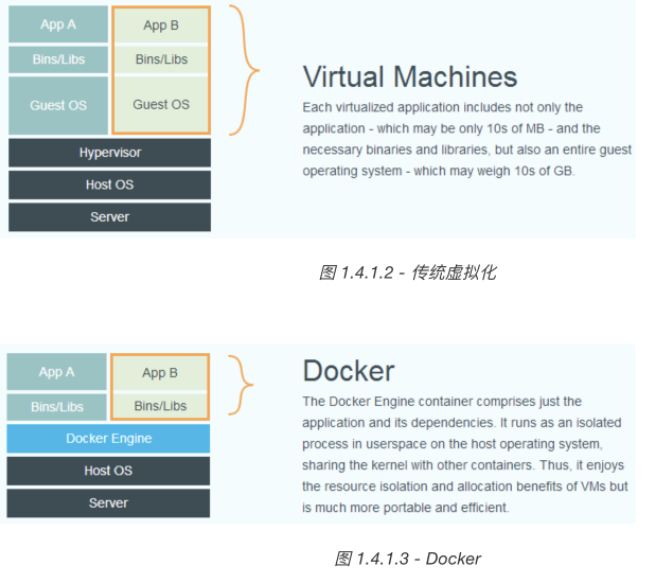 App A
App B
Bins/Libs
Bins/Libs
Guest OS
Guest OS
Hypervisor
Host OS
Server
Virtual Machines
Each virtualized application includes not only the
application - which may be only 10s of MB - and the
necessary binaries and libraries, but also an entire guest
operating system - which may weigh 10s of GB.
图 1.4.1.2 - 传统虚拟化
App A
App B
Bins/Libs
Bins/Libs
Docker Engine
Host OS
Server
Docker
The Docker Engine container comprises just the
application and its dependencies. It runs as an isolated
process in userspace on the host operating system,
sharing the kernel with other containers. Thus, it enjoys
the resource isolation and allocation benefits of VMs but
is much more portable and efficient.
图 1.4.1.3 - Docker